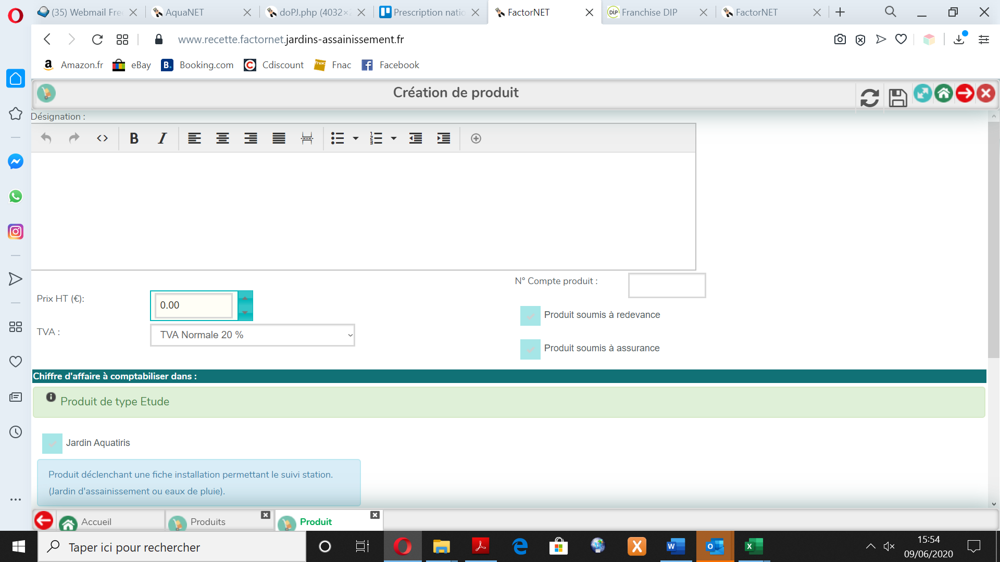 (35) Webmail Free
AquaNET
doPJ.php (4032×2
Prescription natio
FactorNET
Franchise DIP
FactorNET
www.recette.factornet.jardins-assainissement.fr
Amazon.fr
eBay
Booking.com
Cdiscount
Fnac
Facebook
Création de produit
Désignation :
N° Compte produit :
Prix HT (€):
0.00
Produit soumis à redevance
TVA :
TVA Normale 20 %
Produit soumis à assurance
Chiffre d'affaire à comptabiliser dans :
Produit de type Etude
Jardin Aquatiris
Produit déclenchant une fiche installation permettant le suivi station.
(Jardin d'assainissement ou eaux de pluie).
Accueil
Produits
Produit
Taper ici pour rechercher
15:54
09/06/2020